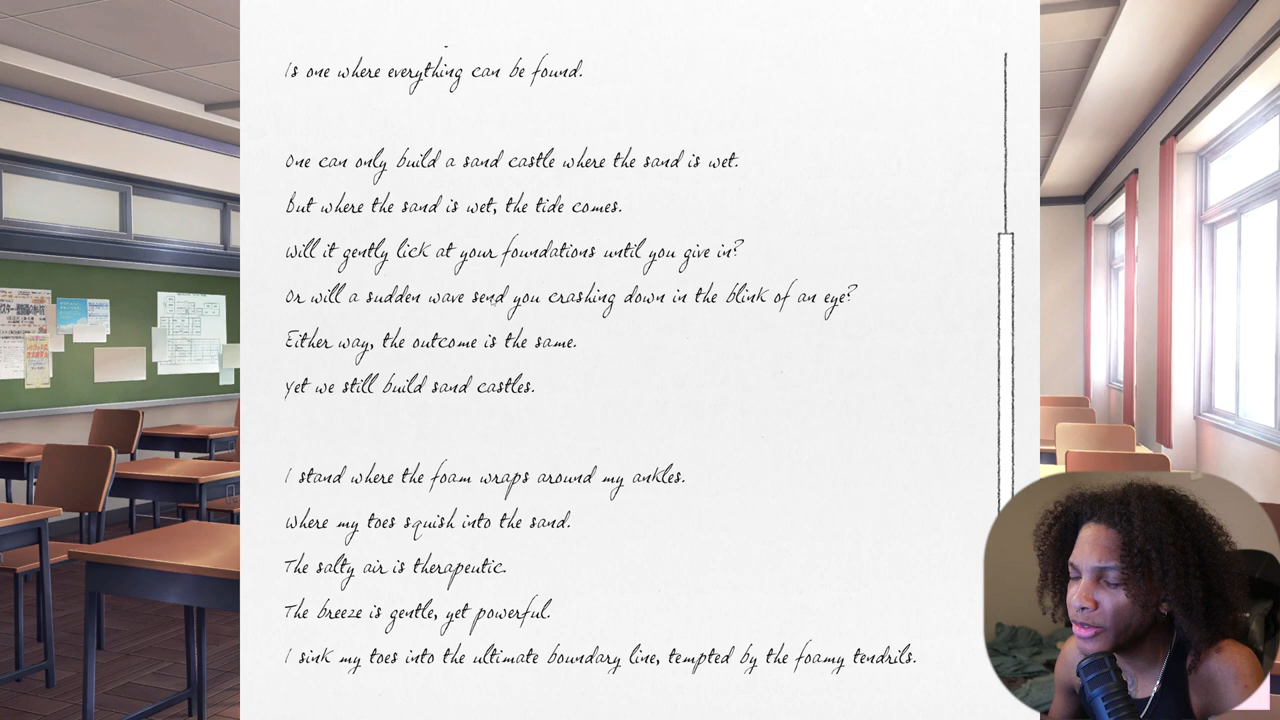 Is one where everything can be found.
One can only build a sand castle where the sand is wet.
But where the sand is wet, the tide comes.
Will it gently lick at your foundations until you give in?
Or will a sudden wave send you crashing down in the blink of an eye?
Either way, the outcome is the same.
Yet we still build sand castles.
I stand where the foam wraps around my ankles.
Where my toes squish into the sand.
The salty air is therapeutic.
The breeze is gentle, yet powerful.
I sink my toes into the ultimate boundary line, tempted by the foamy tendrils.